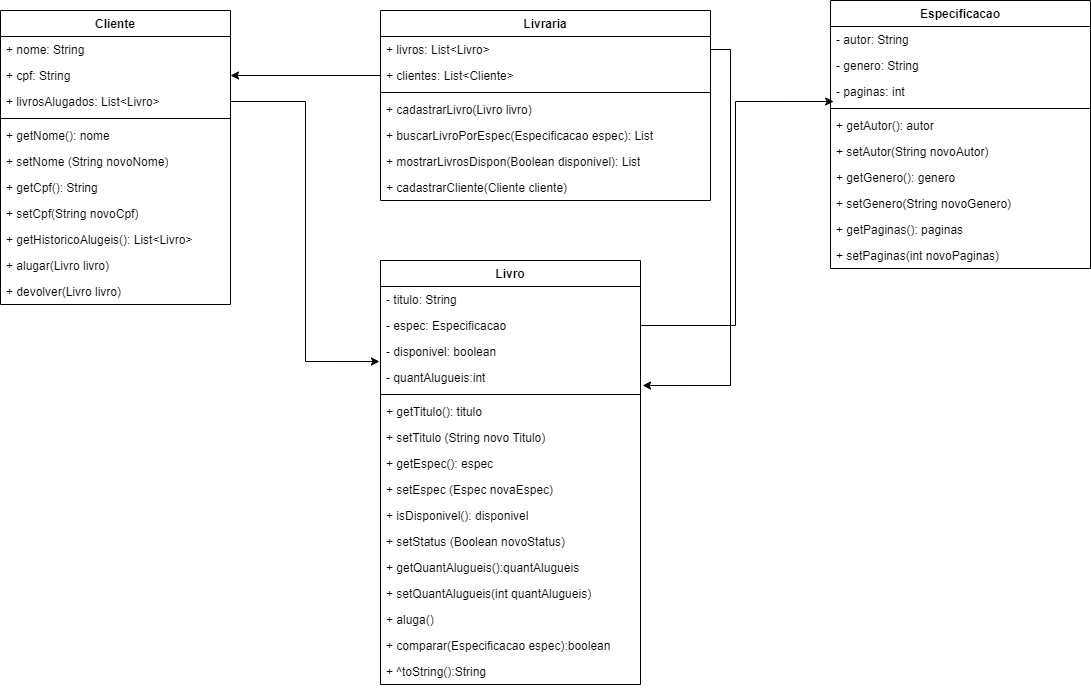 Cliente
+ nome: String
+ cpf: String
+ livrosAlugados: List<Livro>
+ getNome(): nome
+ setNome (String novoNome)
+ getCpf(): String
+ setCpf(String novoCpf)
+ getHistoricoAlugeis(): List<Livro>
+ alugar(Livro livro)
+ devolver(Livro livro)
Livraria
+ livros: List<Livro>
+ clientes: List<Cliente>
+ cadastrarLivro(Livro livro)
+ buscarLivroPorEspec(Especificacao espec): List
+ mostrarLivrosDispon(Boolean disponivel): List
+ cadastrarCliente(Cliente cliente)
Especificacao
- autor: String
- genero: String
- paginas: int
+ getAutor(): autor
+ setAutor(String novoAutor)
+ getGenero(): genero
+ setGenero(String novoGenero)
+ getPaginas(): paginas
+ setPaginas(int novoPaginas)
Livro
- titulo: String
- espec: Especificacao
- disponivel: boolean
- quantAlugueis:int
+ getTitulo(): titulo
+ setTitulo (String novo Titulo)
+ getEspec(): espec
+ setEspec (Espec novaEspec)
+ isDisponivel(): disponivel
+ setStatus (Boolean novoStatus)
+ getQuantAlugueis():quantAlugueis
+ setQuantAlugueis(int quantAlugueis)
+ aluga()
+ comparar(Especificacao espec):boolean
+ ^toString():String